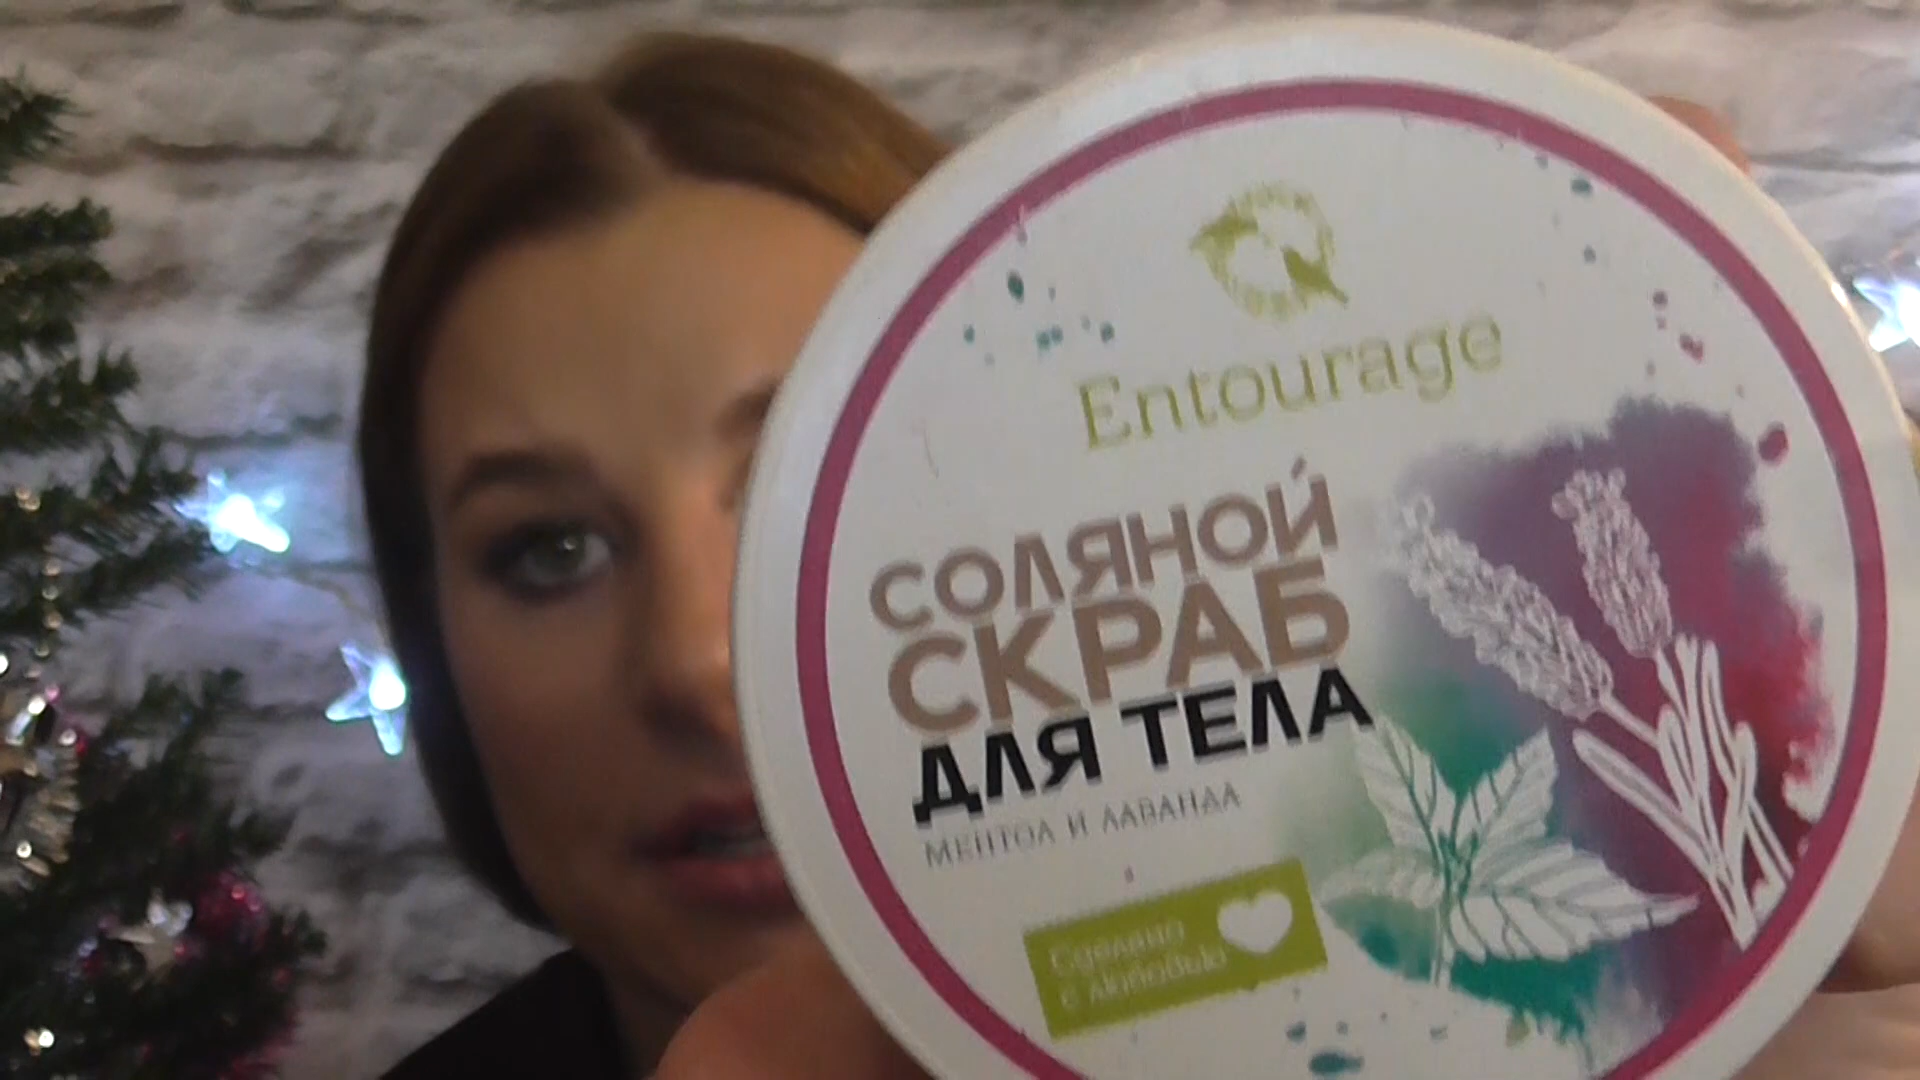 Entourage
СОЛЯНОЙ
СКРАБ
ДЛЯ ТЕЛА
МЕНТОЛ И ЛАВАНДА
Сделано
с любовью